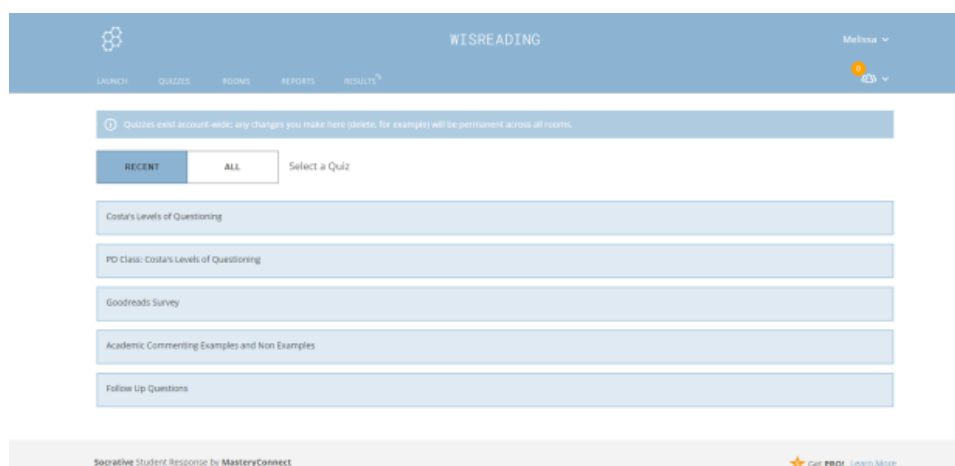 WISREADING
Melissa
LAUNCH QUIZZES ROOMS REPORTS RESULTS
0
Quizzes exist account-wide; any changes you make here (delete, for example) will be permanent across all rooms.
RECENT ALL Select a Quiz
Costa's Levels of Questioning
PD Class: Costa's Levels of Questioning
Goodreads Survey
Academic Commenting Examples and Non Examples
Follow Up Questions
Socrative Student Response by MasteryConnect
Get PRO! Learn More